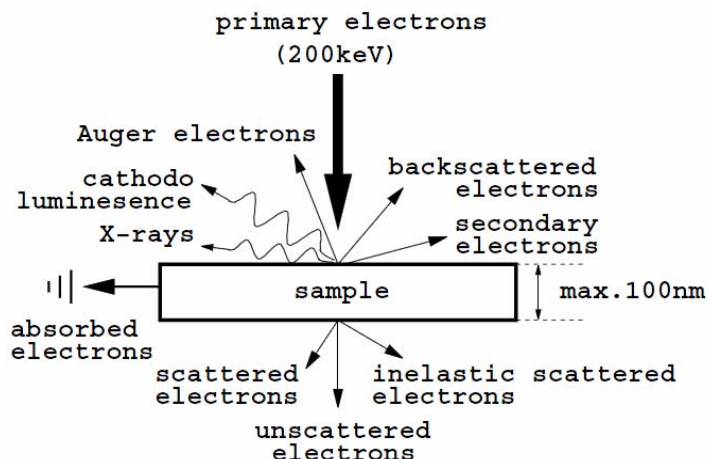 primary electrons
(200keV)
Auger electrons
cathodo
luminesence
X-rays
backscattered
electrons
secondary
electrons
sample
max.100nm
absorbed
electrons
scattered
electrons
inelastic scattered
electrons
unscattered
electrons